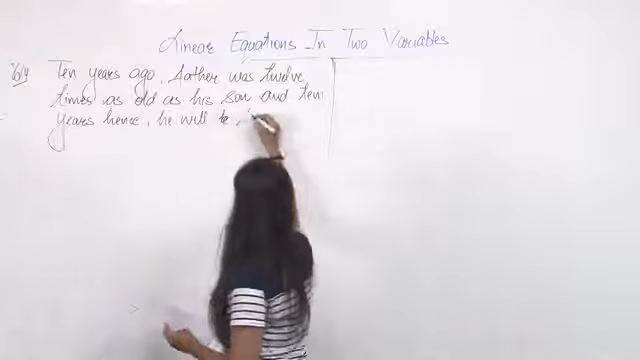 Linear Equations In Two Variables
Ten years ago, father was twelve
times as old as his son and ten
years hence, he will be